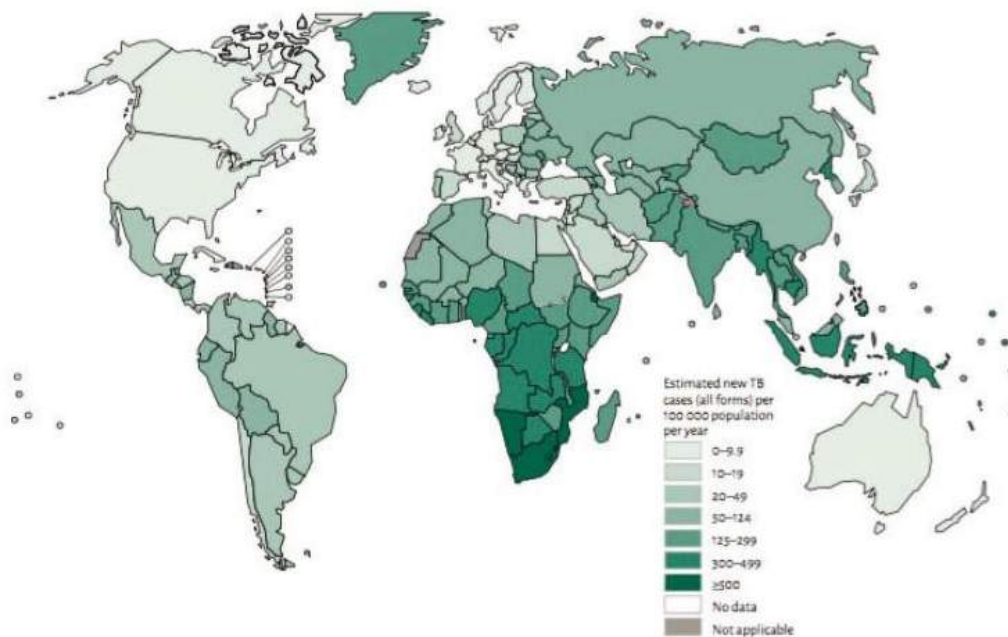 Estimated new TB
cases (all forms) per
100 000 population
per year
0–9.9
10–19
20–49
50–124
125–299
300–499
≥500
No data
Not applicable